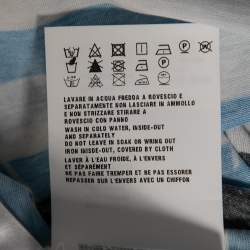 LAVARE IN ACQUA FREDDA A ROVESCIO E
SEPARATAMENTE NON LASCIARE IN AMMOLLO
E NON STRIZZARE STIRARE A
ROVESCIO CON PANNO
WASH IN COLD WATER, INSIDE-OUT
AND SEPARATELY
DO NOT LEAVE IN SOAK OR WRING OUT
IRON INSIDE-OUT, COVERED BY CLOTH
LAVER À L'EAU FROIDE, À L'ENVERS
ET SÉPARÉMENT
NE PAS FAIRE TREMPER ET NE PAS ESSORER
REPASSER SUR L'ENVERS AVEC UN CHIFFON